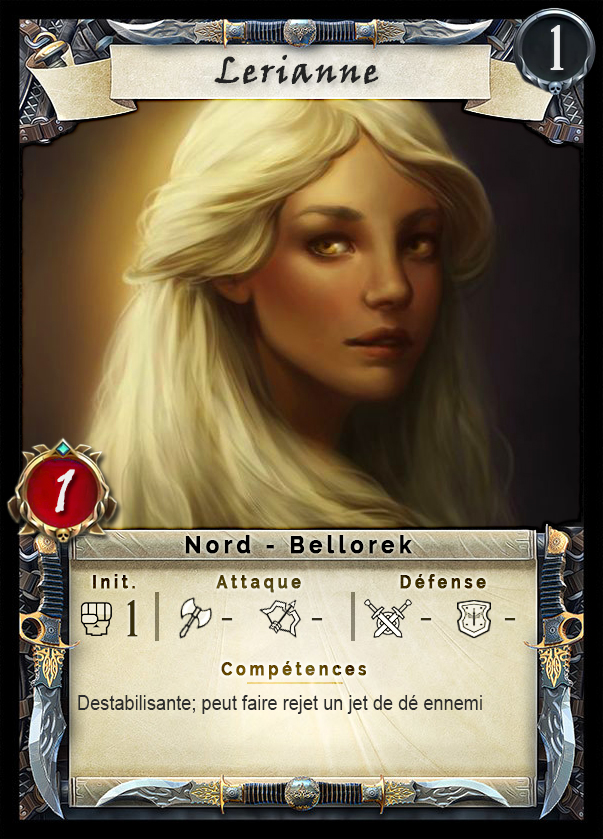 Lerianne
1
1
Nord - Bellorek
Init. Attaque Défense
1 - - - -
Compétences
Destabilisante; peut faire rejet un jet de dé ennemi